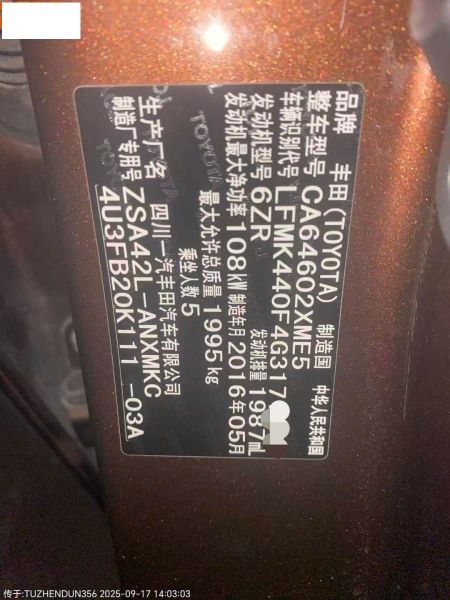 品牌 丰田(TOYOTA) 制造国 中华人民共和国
整车型号 CA64602XME5
车辆识别代号 LFMK440F4G317
发动机型号 6ZR 发动机排量 1987mL
发动机最大净功率 108kW 制造年月 2016年05月
最大允许总质量 1995kg
乘坐人数 5
生产厂名 四川一汽丰田汽车有限公司
制造厂专用号 ZSA42L-ANXMKC
4U3FB20K111 -03A
TOYOTA
传于:TUZHENDUN356 2025-09-17 14:03:03